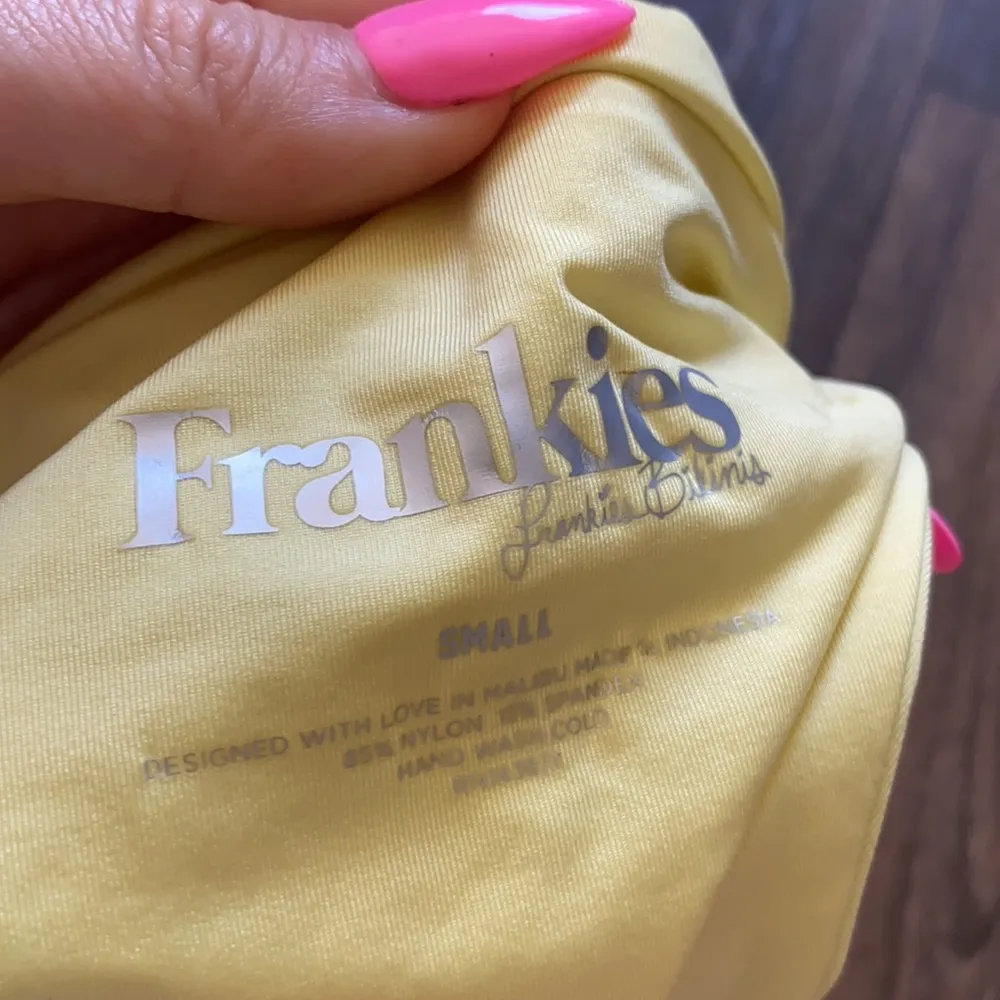 Frankies
Frankies Bikinis
SMALL
DESIGNED WITH LOVE IN MALIBU MADE IN INDONESIA
85% NYLON 15% SPANDEX
HAND WASH COLD